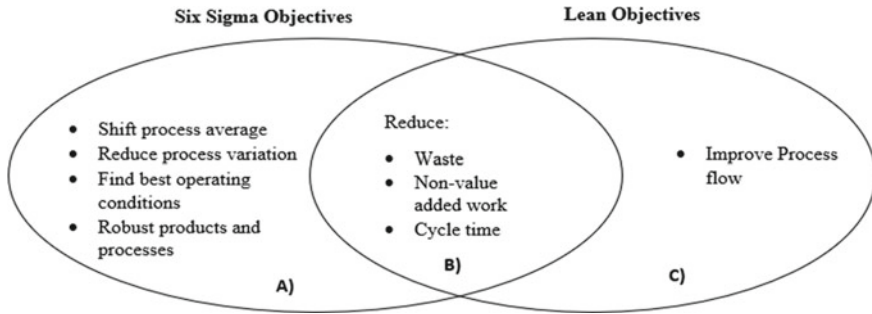 Six Sigma Objectives
Lean Objectives
• Shift process average
• Reduce process variation
• Find best operating
conditions
• Robust products and
processes
A)
Reduce:
• Waste
• Non-value
added work
• Cycle time
B)
• Improve Process
flow
C)